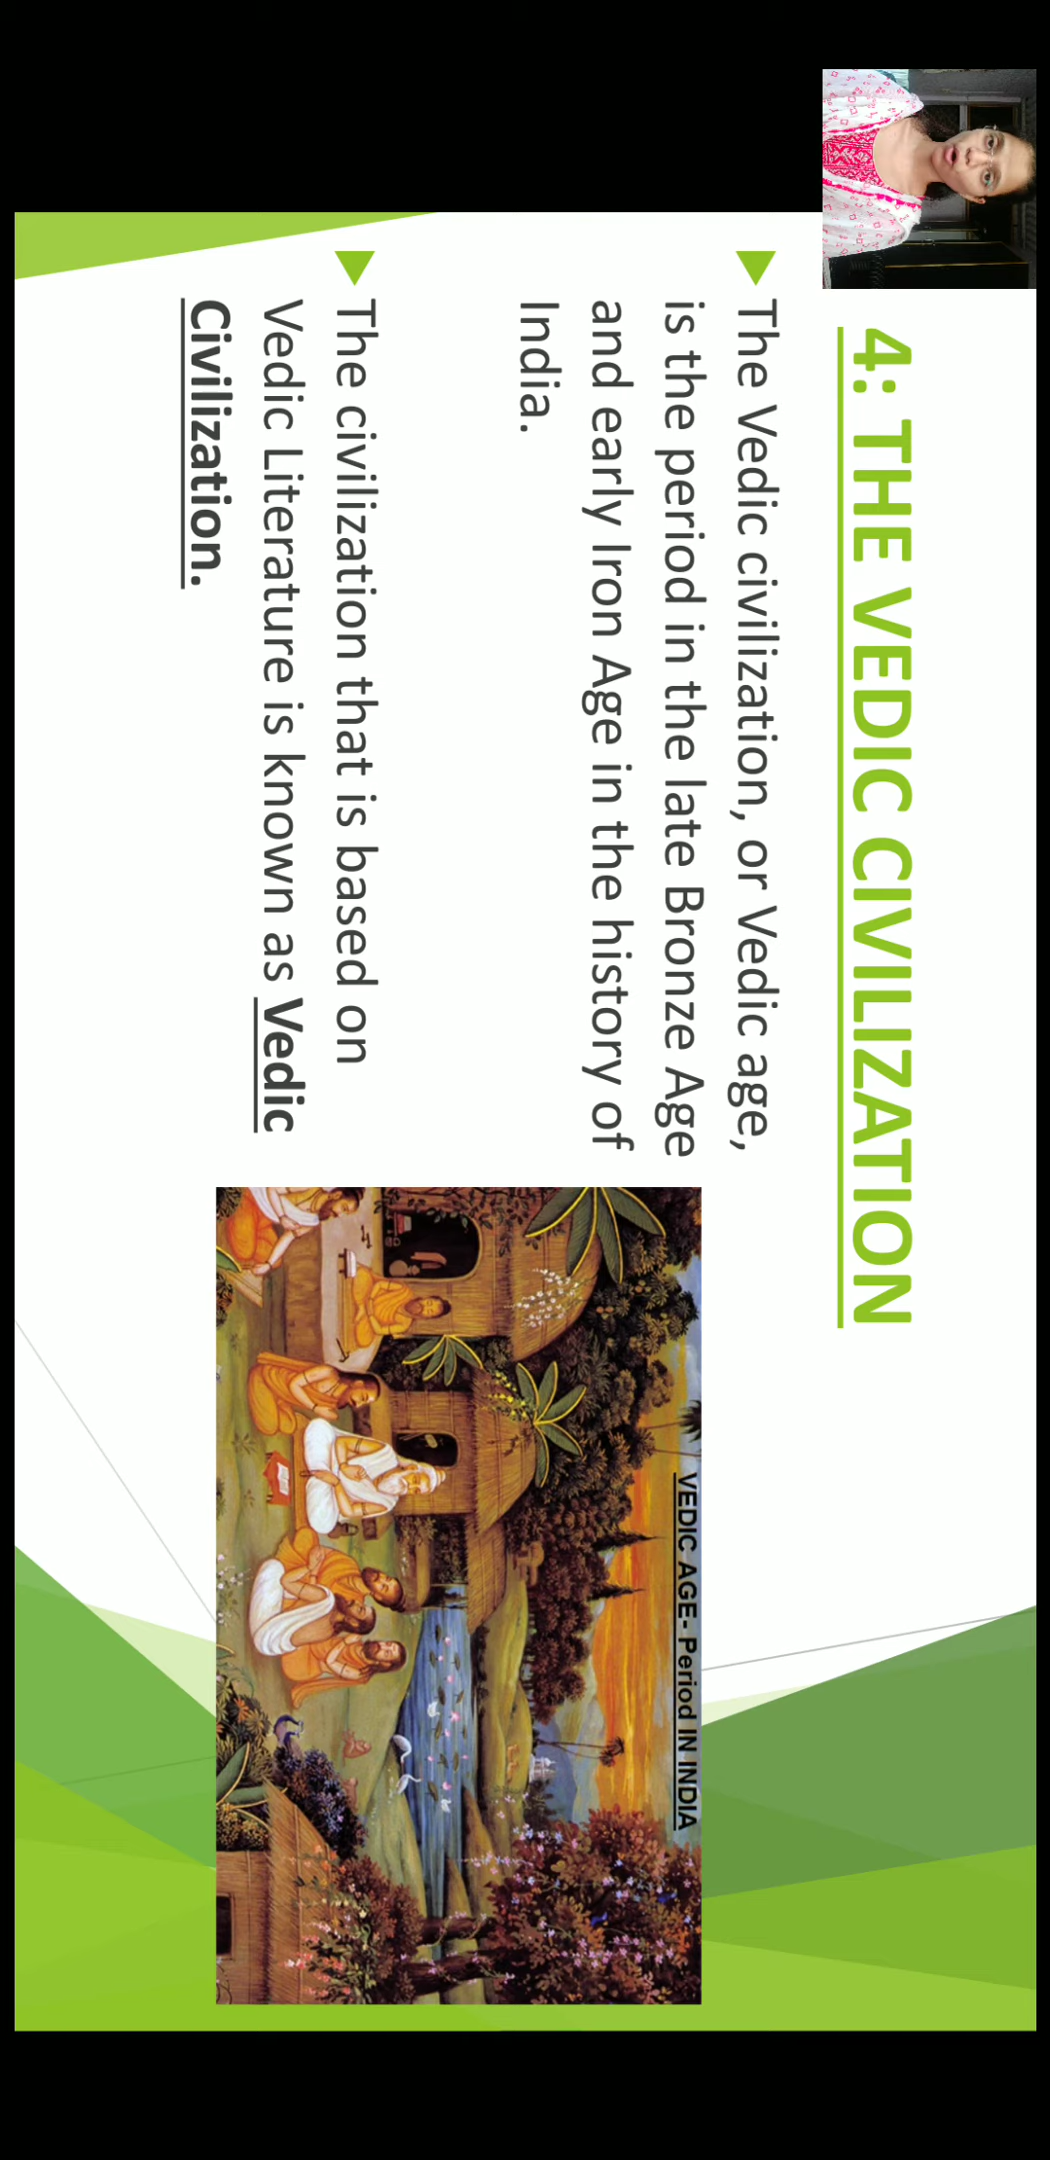 4: THE VEDIC CIVILIZATION
The Vedic civilization, or Vedic age,
is the period in the late Bronze Age
and early Iron Age in the history of
India.
The civilization that is based on
Vedic Literature is known as Vedic
Civilization.
VEDIC AGE- Period IN INDIA